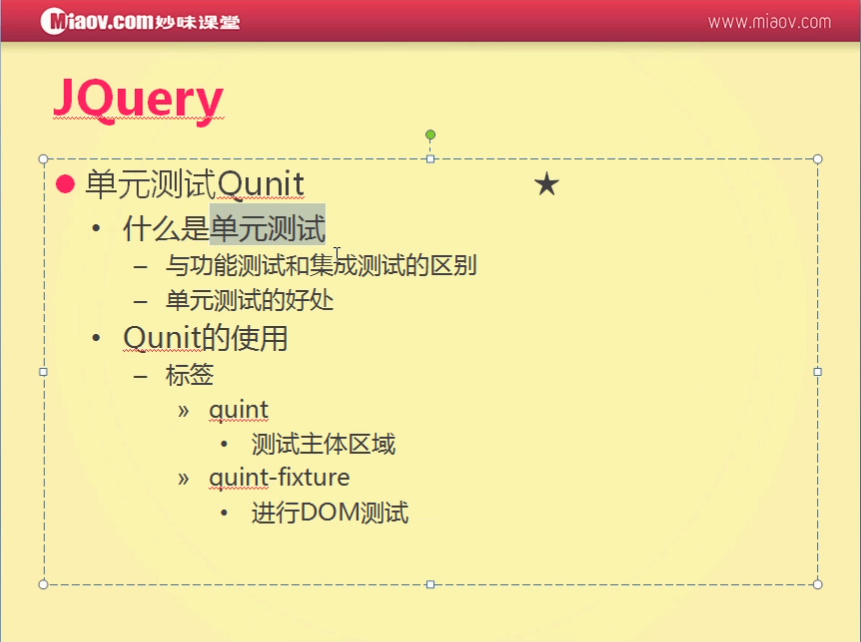 Miaov.com妙味课堂
www.miaov.com
JQuery
单元测试Qunit ★
什么是单元测试
– 与功能测试和集成测试的区别
– 单元测试的好处
Qunit的使用
– 标签
» quint
• 测试主体区域
» quint-fixture
• 进行DOM测试